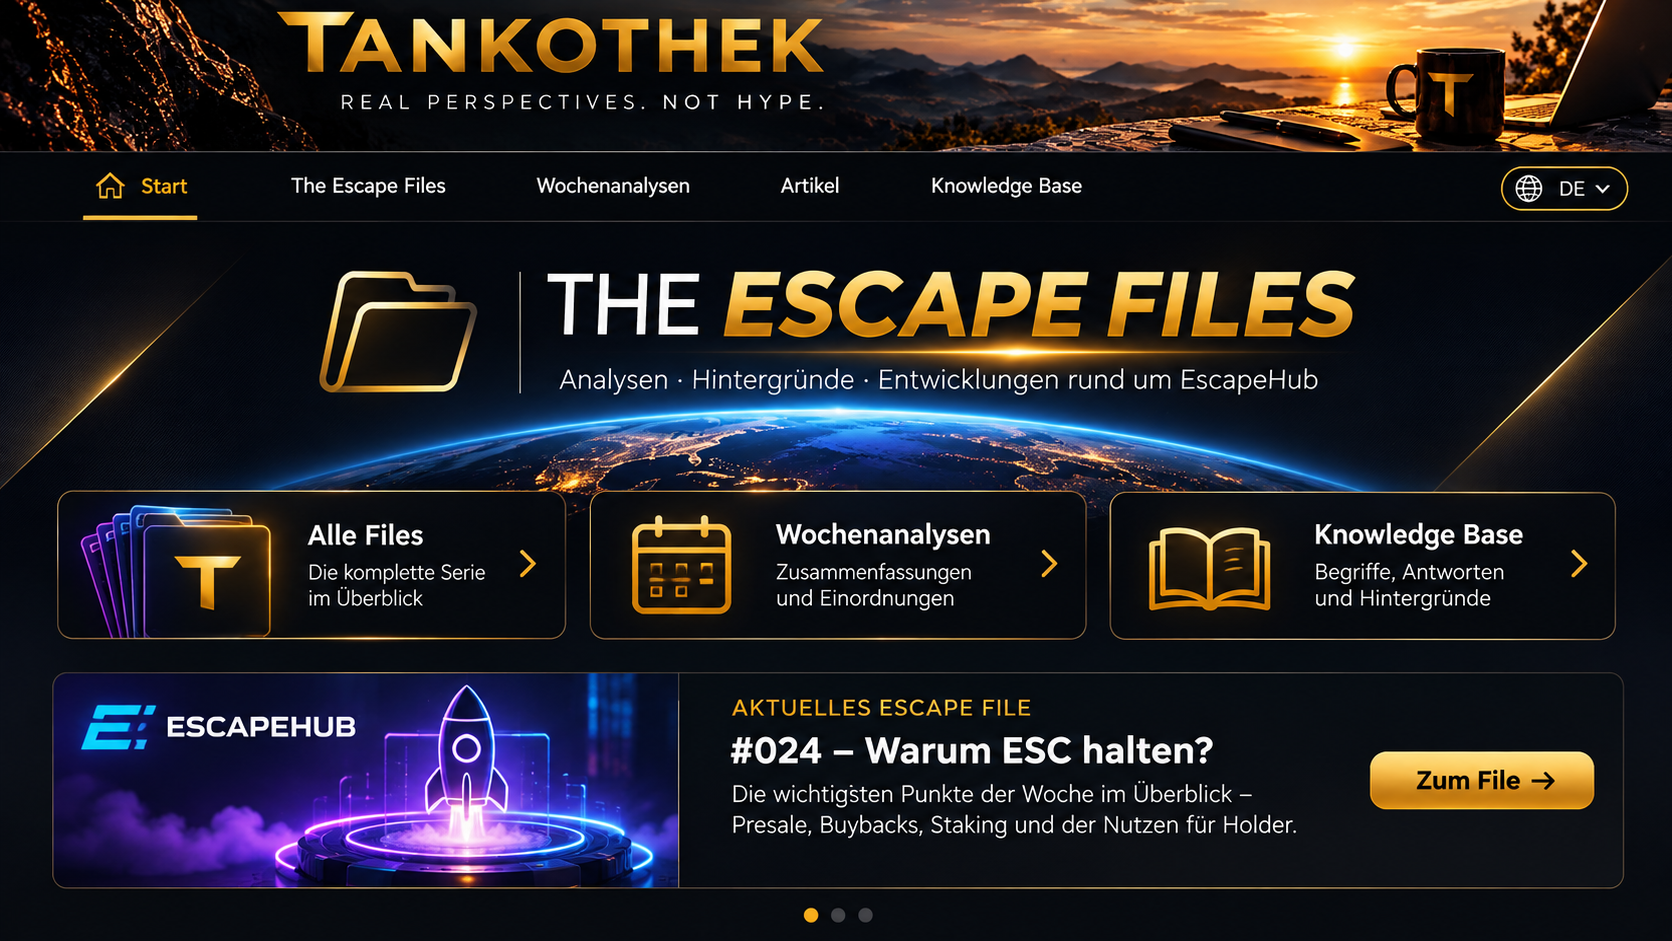 TANKOTHEK
REAL PERSPECTIVES. NOT HYPE.
T
Start
The Escape Files
Wochenanalysen
Artikel
Knowledge Base
DE
THE ESCAPE FILES
Analysen · Hintergründe · Entwicklungen rund um EscapeHub
T
Alle Files
Die komplette Serie
im Überblick
Wochenanalysen
Zusammenfassungen
und Einordnungen
Knowledge Base
Begriffe, Antworten
und Hintergründe
E: ESCAPEHUB
AKTUELLES ESCAPE FILE
#024 – Warum ESC halten?
Die wichtigsten Punkte der Woche im Überblick –
Presale, Buybacks, Staking und der Nutzen für Holder.
Zum File →